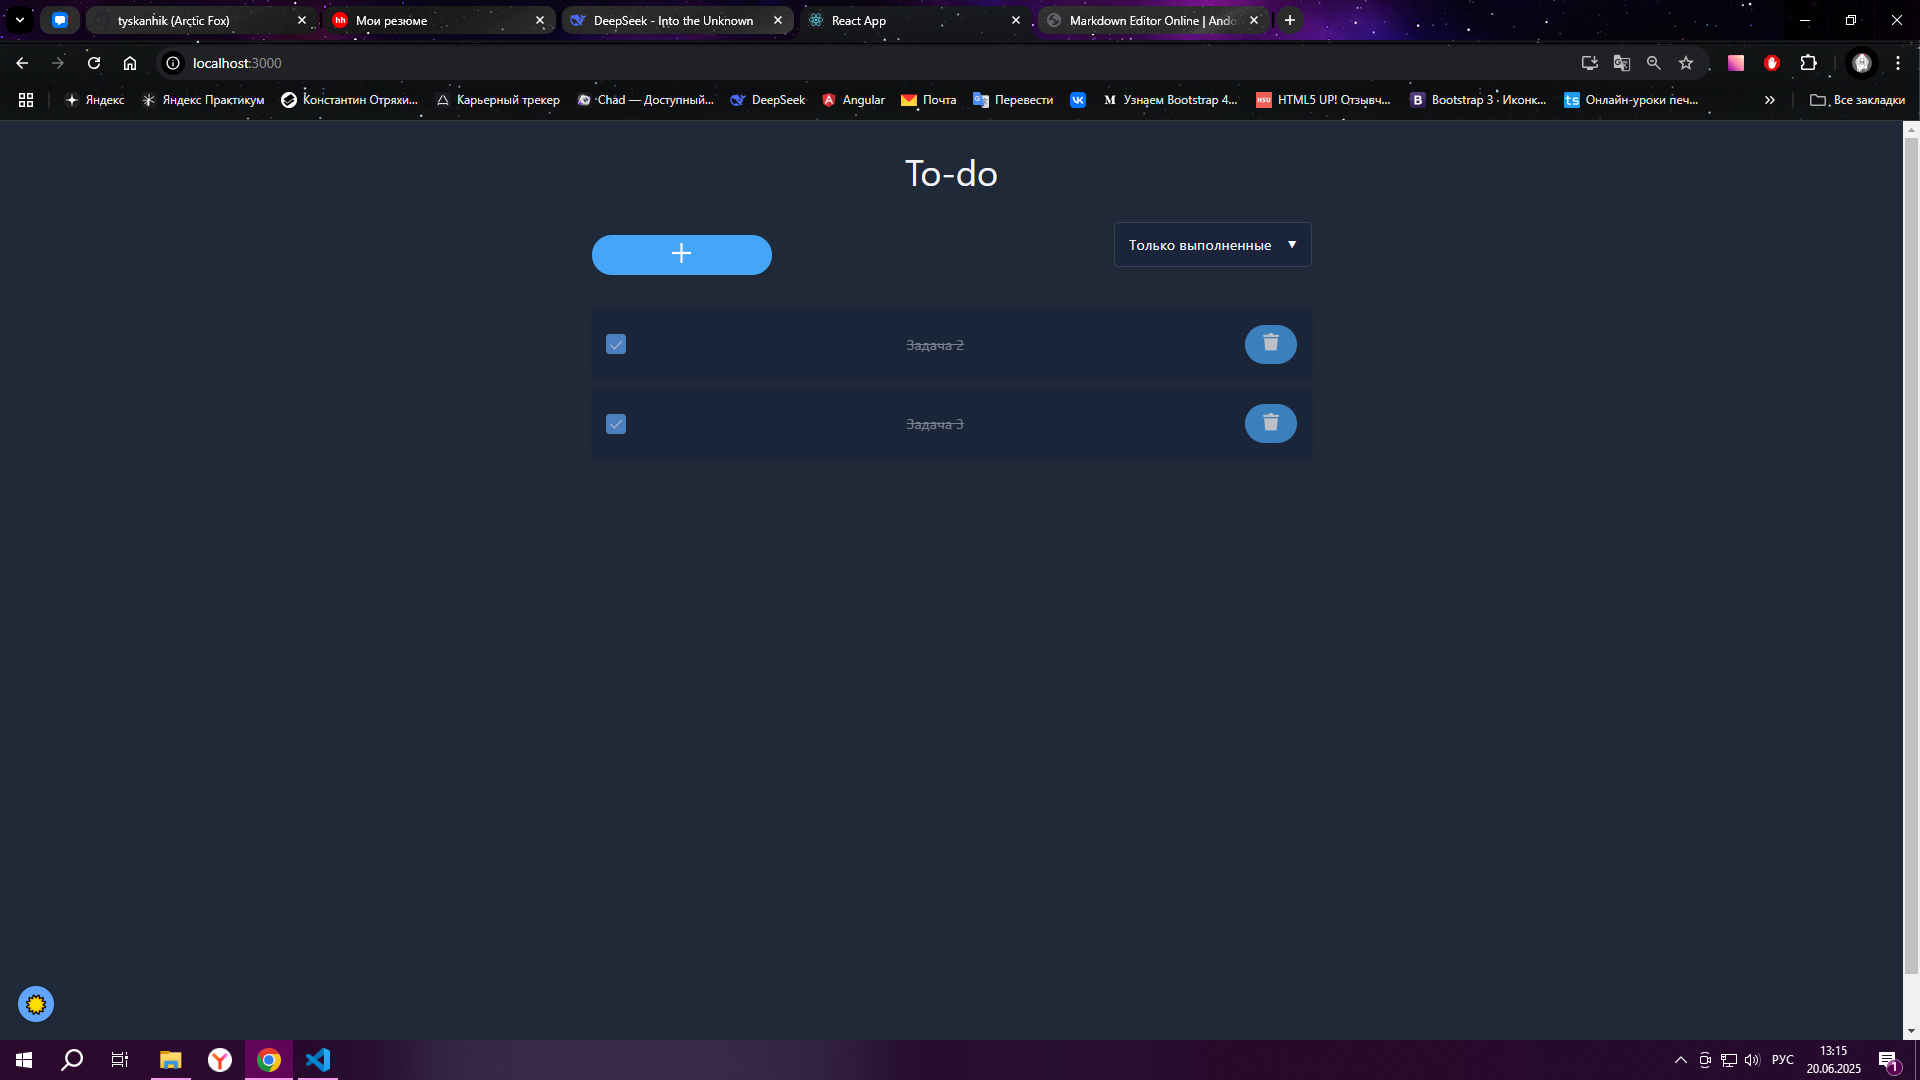 tyskanhik (Arctic Fox)
Мои резюме
DeepSeek - Into the Unknown
React App
Markdown Editor Online | Ando
localhost:3000
Яндекс
Яндекс Практикум
Константин Отряхи...
Карьерный трекер
Chad — Доступный...
DeepSeek
Angular
Почта
Перевести
Узнаем Bootstrap 4...
HTML5 UP! Отзывч...
Bootstrap 3 · Иконк...
Онлайн-уроки печ...
Все закладки
To-do
Только выполненные
Задача 2
Задача 3
РУС
13:15
20.06.2025
1